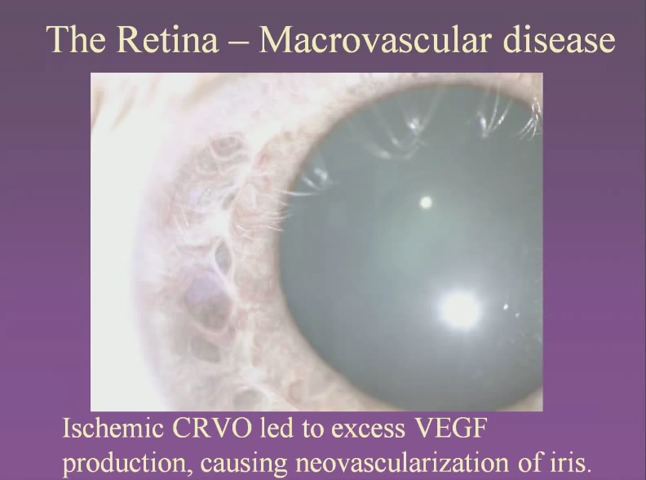 The Retina – Macrovascular disease
Ischemic CRVO led to excess VEGF
production, causing neovascularization of iris.